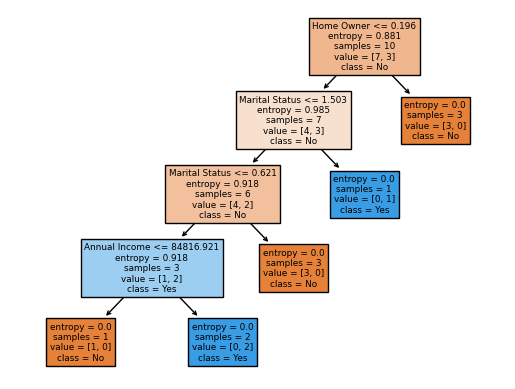 Home Owner <= 0.196
entropy = 0.881
samples = 10
value = [7, 3]
class = No
Marital Status <= 1.503
entropy = 0.985
samples = 7
value = [4, 3]
class = No
entropy = 0.0
samples = 3
value = [3, 0]
class = No
Marital Status <= 0.621
entropy = 0.918
samples = 6
value = [4, 2]
class = No
entropy = 0.0
samples = 1
value = [0, 1]
class = Yes
Annual Income <= 84816.921
entropy = 0.918
samples = 3
value = [1, 2]
class = Yes
entropy = 0.0
samples = 3
value = [3, 0]
class = No
entropy = 0.0
samples = 1
value = [1, 0]
class = No
entropy = 0.0
samples = 2
value = [0, 2]
class = Yes